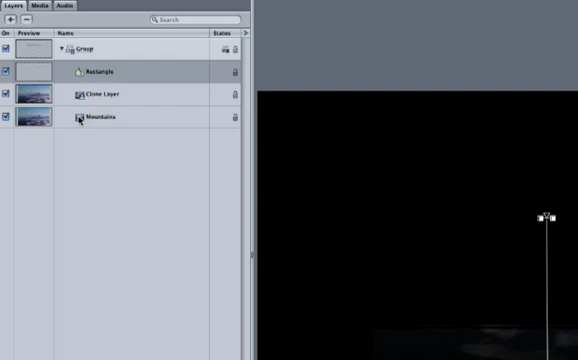 Layers Media Audio
Search
On Preview Name Status
Group
Rectangle
Clone Layer
Mountains